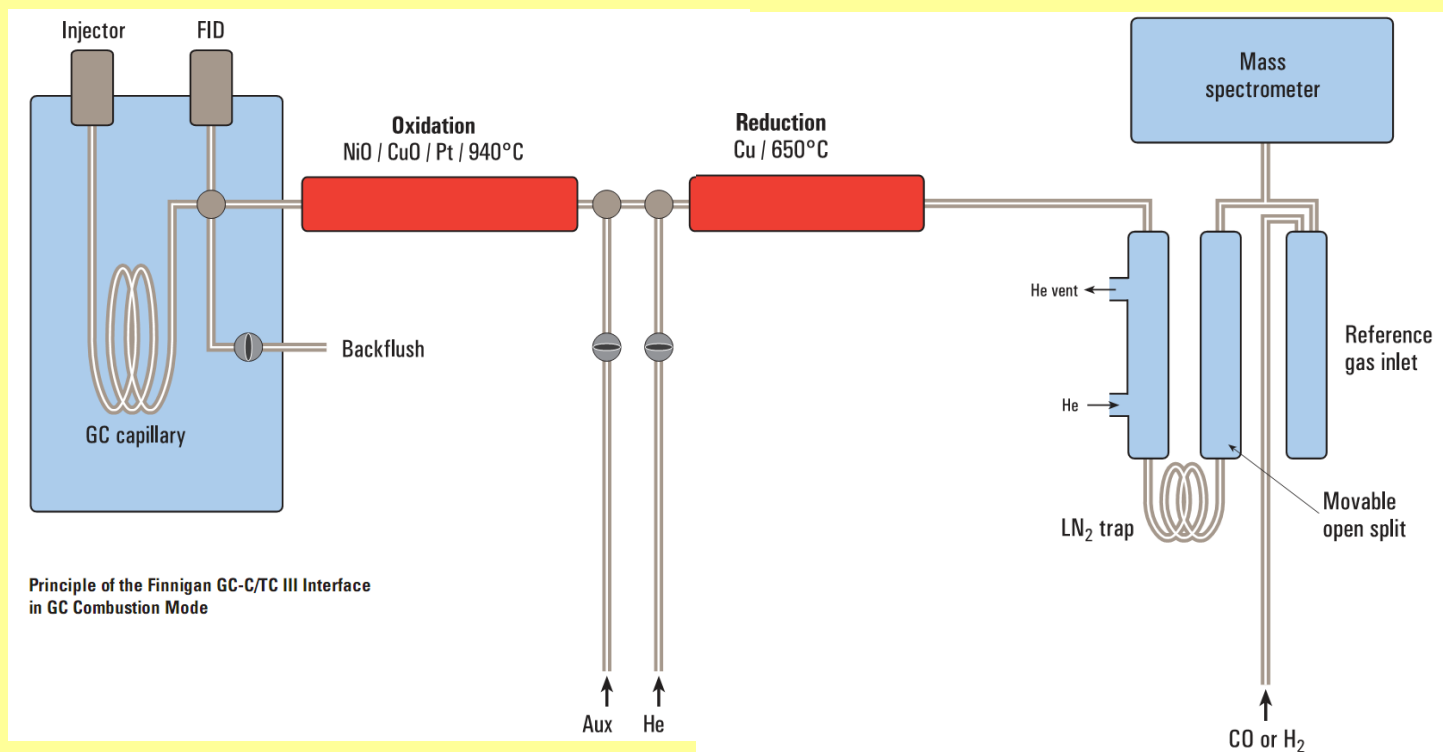 Injector
FID
Mass
spectrometer
Oxidation
NiO / CuO / Pt / 940°C
Reduction
Cu / 650°C
He vent
Backflush
Reference
gas inlet
He
GC capillary
LN₂ trap
Movable
open split
Principle of the Finnigan GC-C/TC III Interface
in GC Combustion Mode
Aux
He
CO or H₂